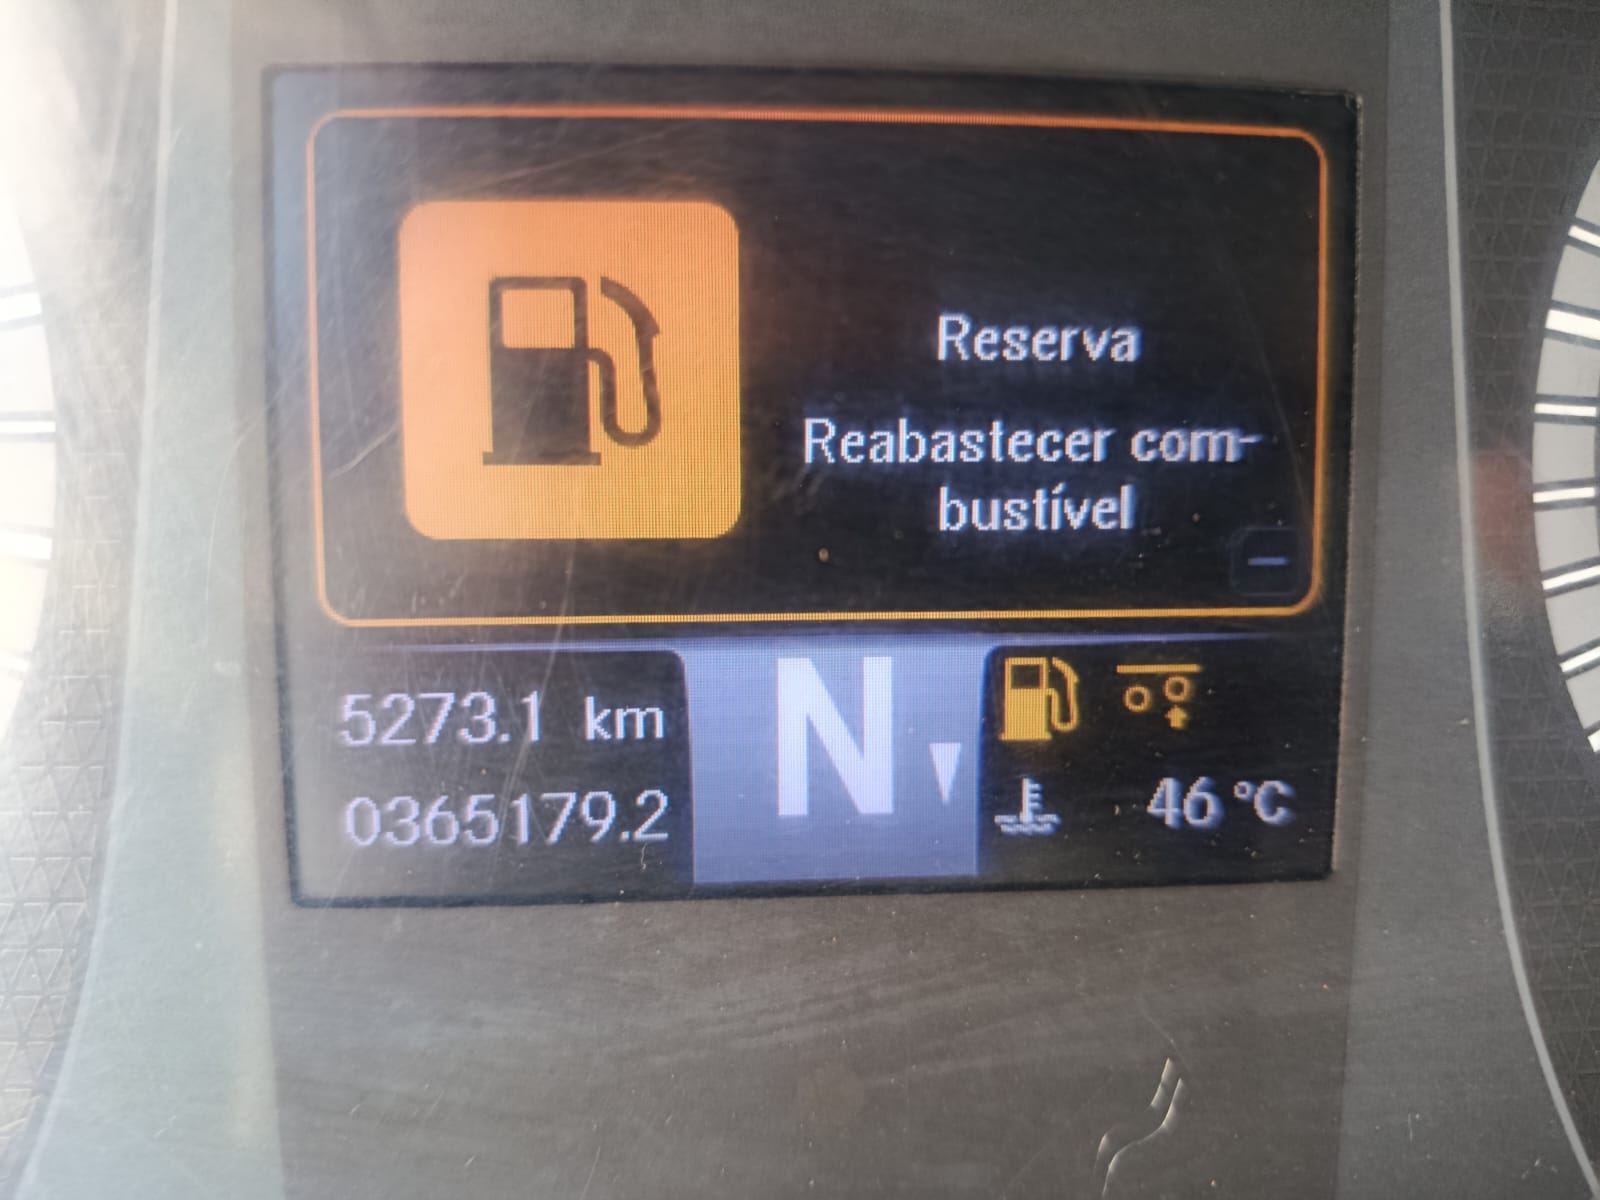 Reserva
Reabastecer com-
bustível
5273.1 km
N
0365179.2
46 °C